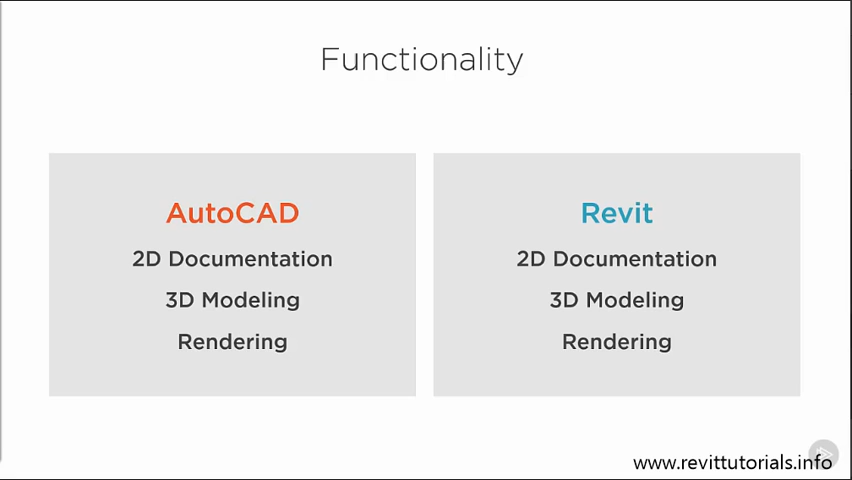 Functionality
AutoCAD
2D Documentation
3D Modeling
Rendering
Revit
2D Documentation
3D Modeling
Rendering
www.revittutorials.info